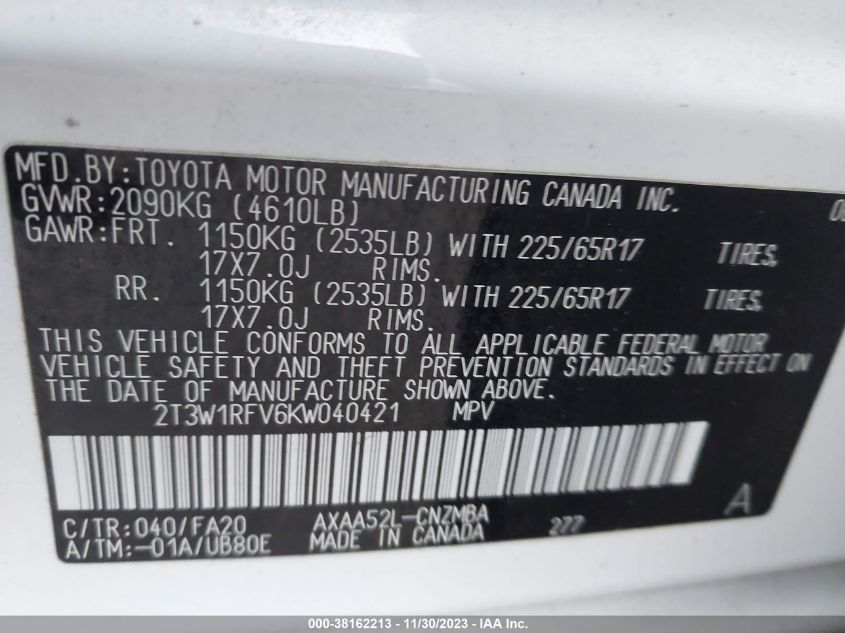 MFD.BY:TOYOTA MOTOR MANUFACTURING CANADA INC.
GVWR:2090KG (4610LB)
GAWR:FRT. 1150KG (2535LB) WITH 225/65R17 TIRES,
17X7.0J RIMS.
RR. 1150KG (2535LB) WITH 225/65R17 TIRES,
17X7.0J RIMS.
THIS VEHICLE CONFORMS TO ALL APPLICABLE FEDERAL MOTOR
VEHICLE SAFETY AND THEFT PREVENTION STANDARDS IN EFFECT ON
THE DATE OF MANUFACTURE SHOWN ABOVE.
2T3W1RFV6KW040421 MPV
A
C/TR:040/FA20 AXAA52L-CNZMBA 277
A/TM:-01A/UB80E MADE IN CANADA
000-38162213 - 11/30/2023 - IAA Inc.